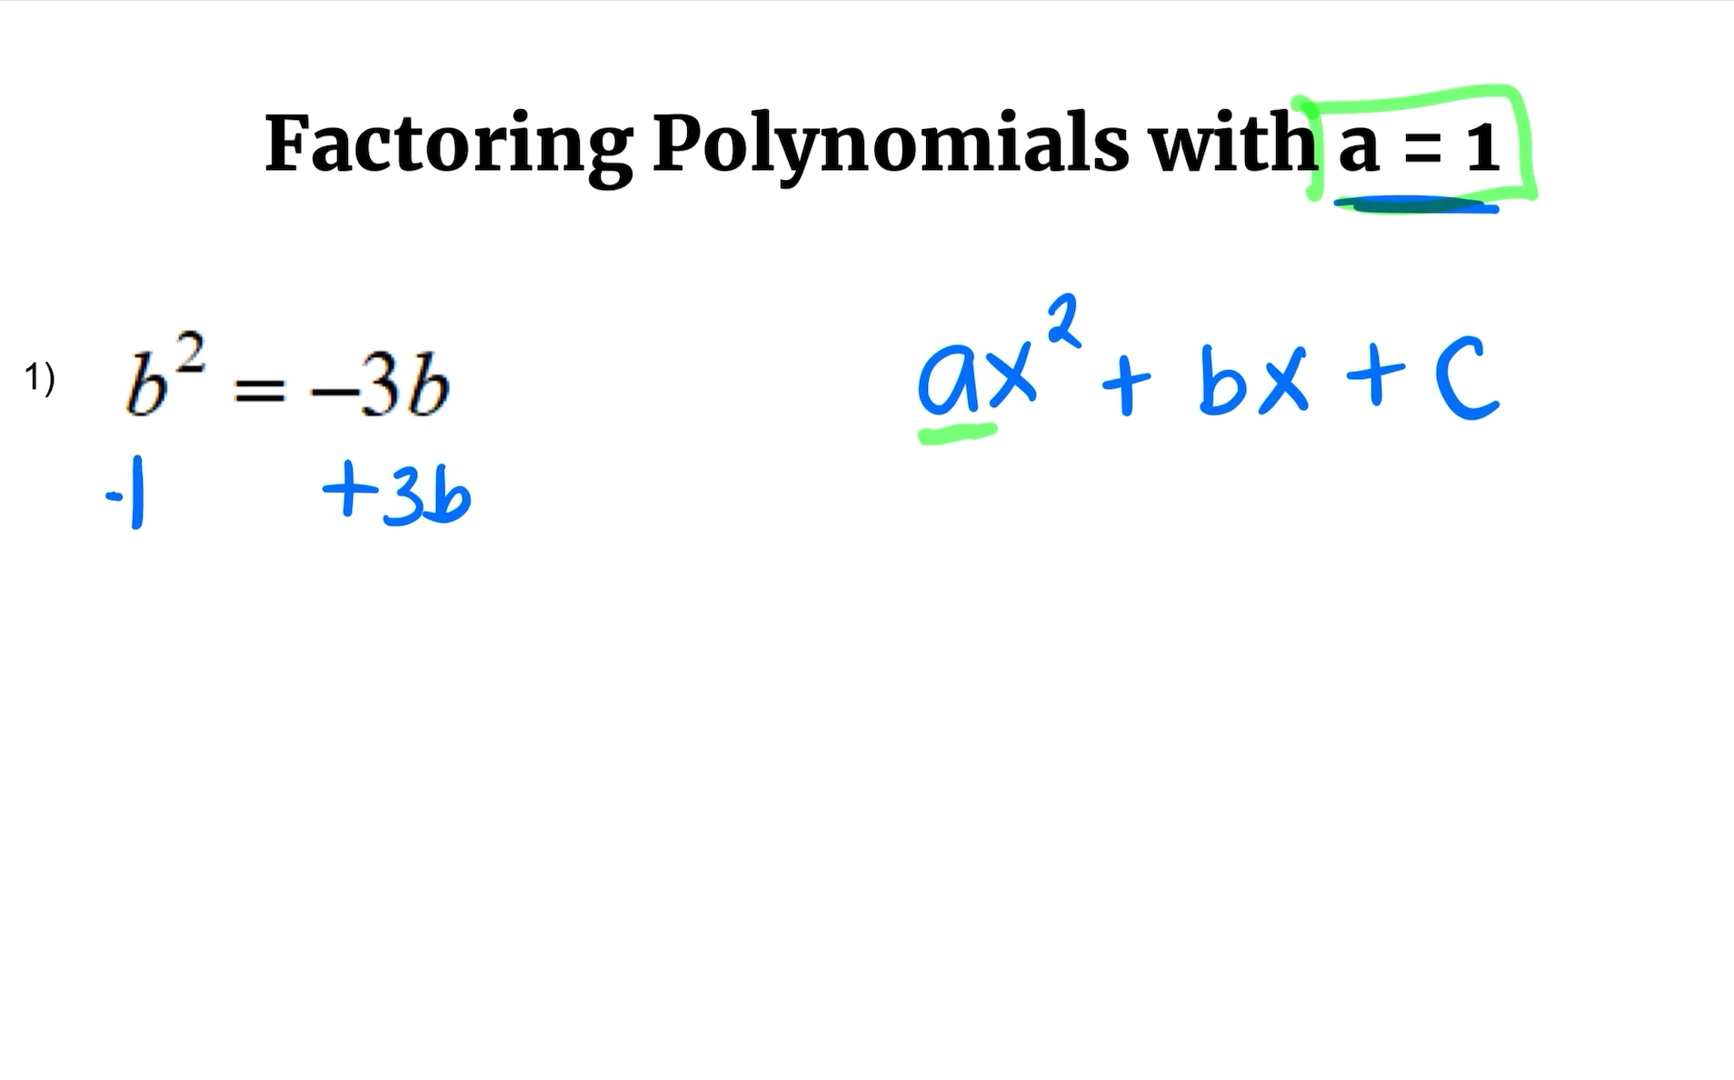 Factoring Polynomials with a = 1
1) b² = –3b
ax² + bx + c
-1 +3b